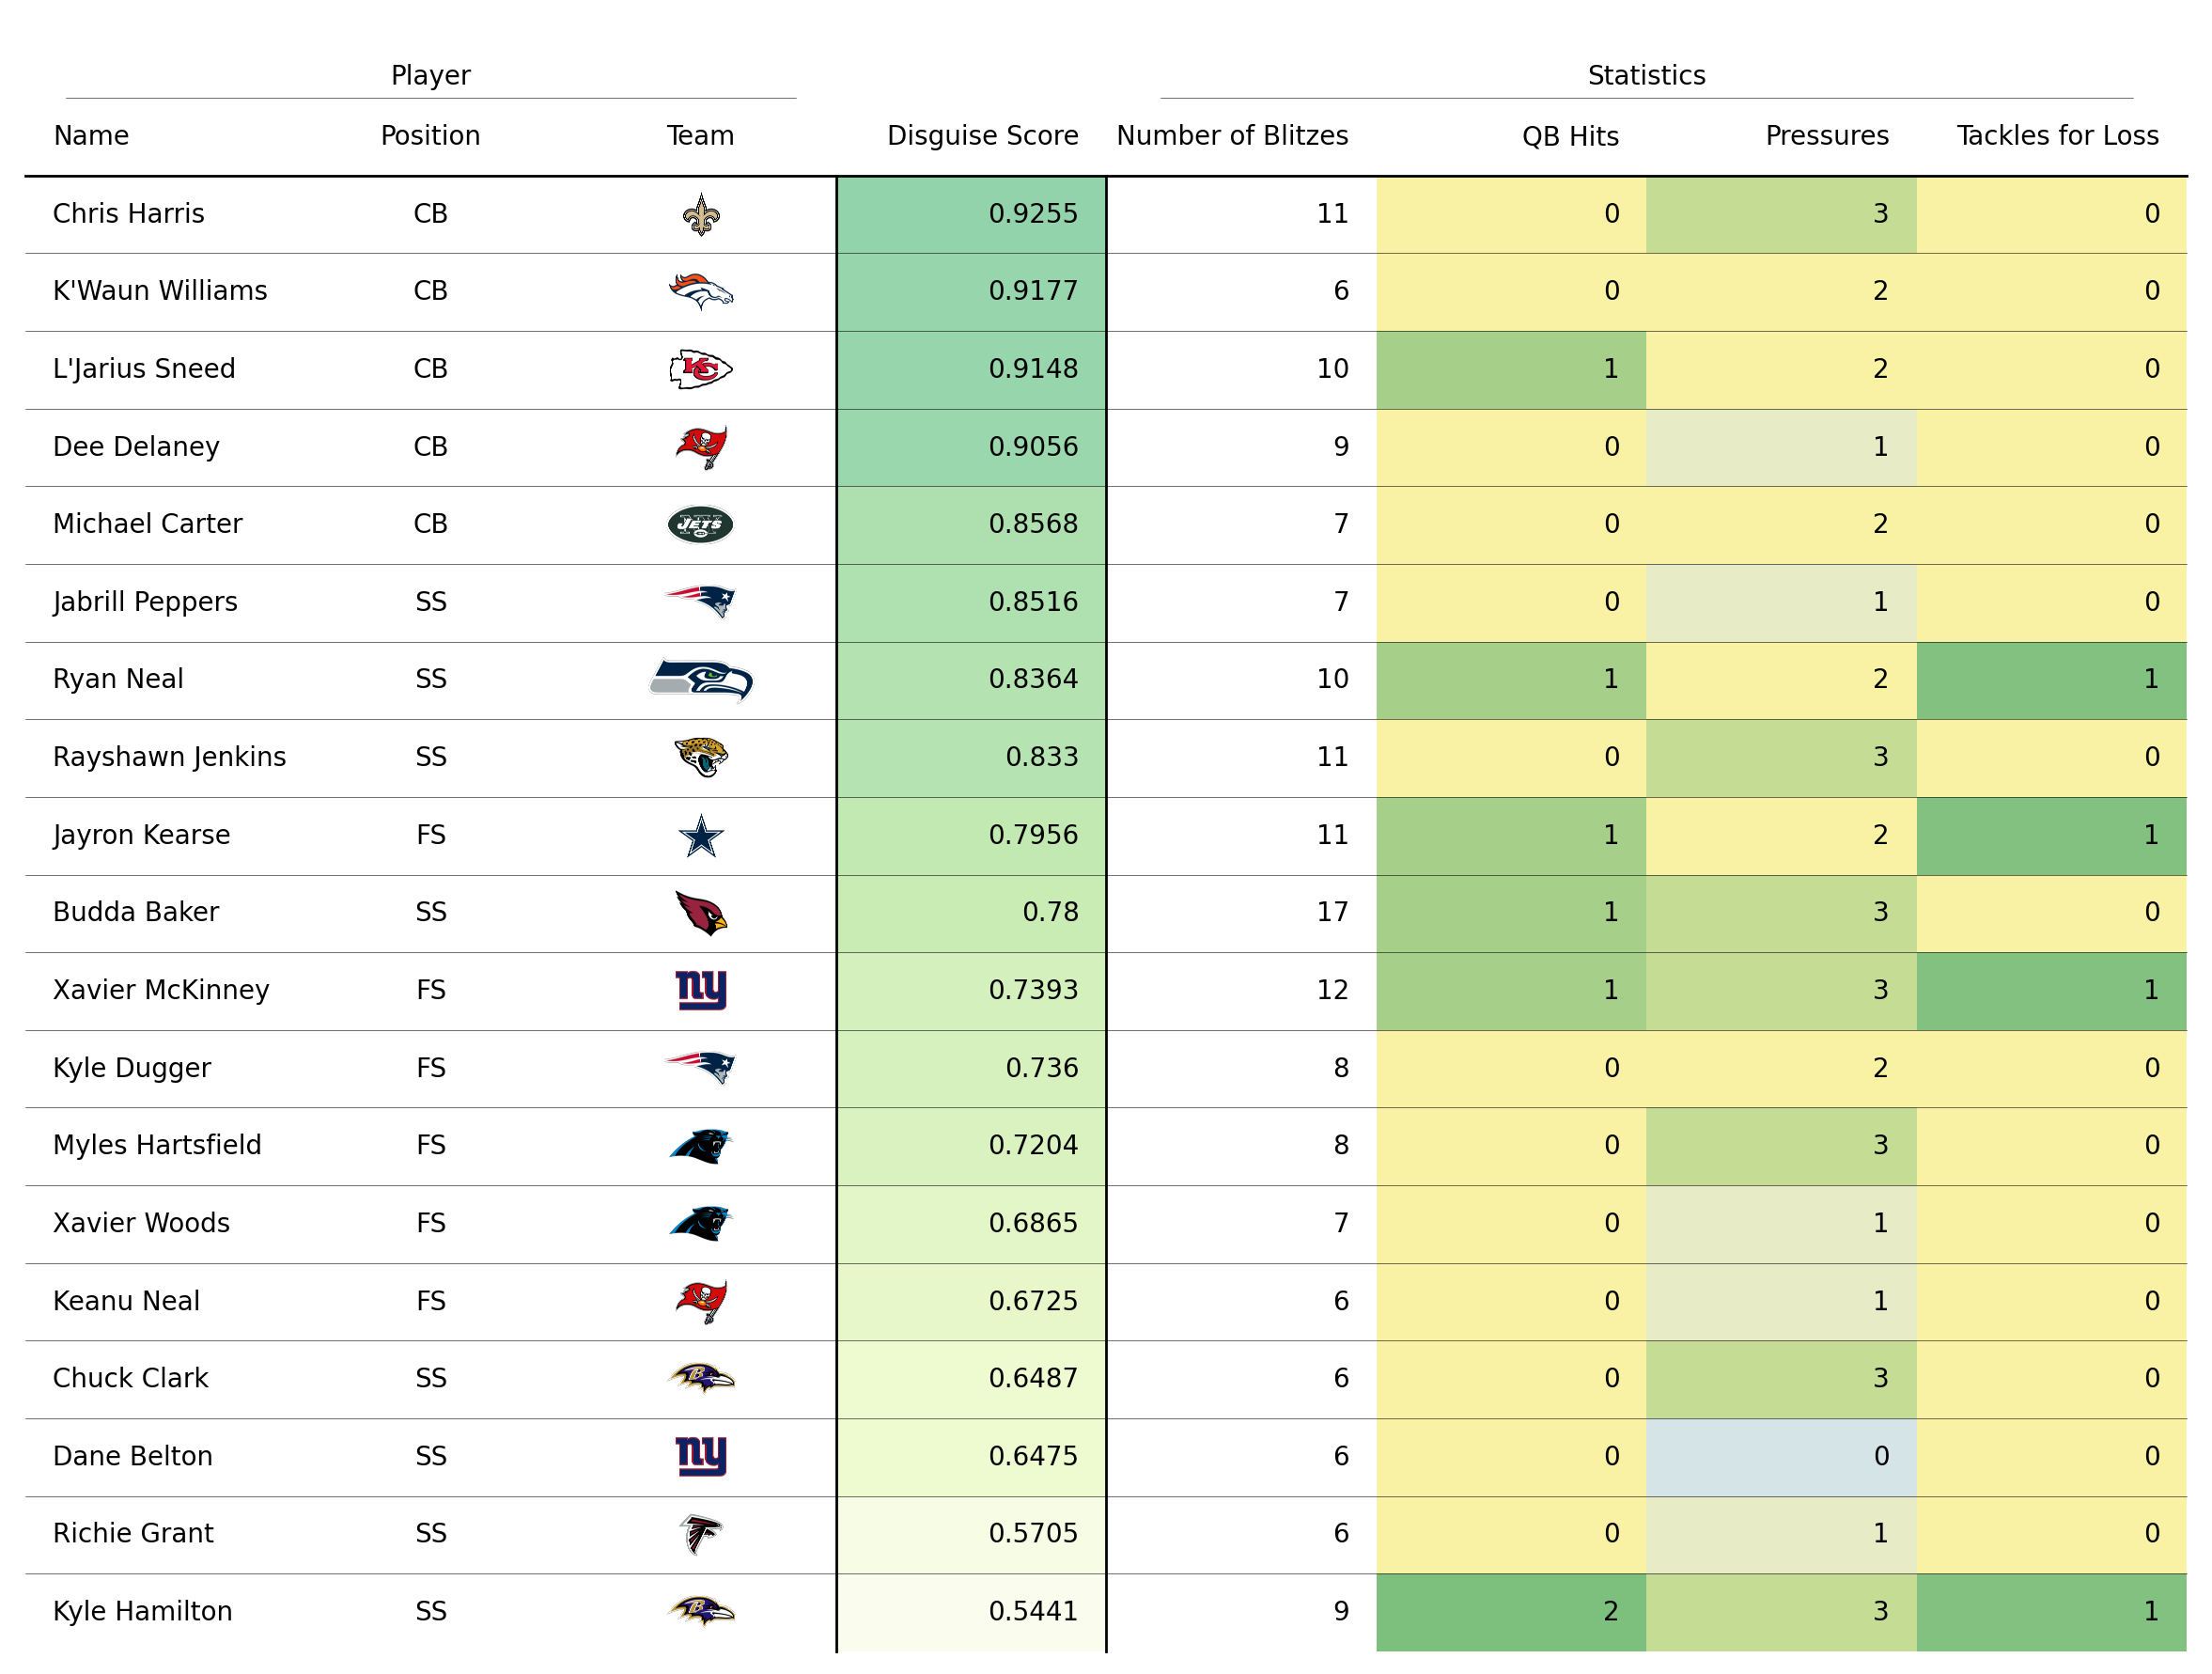 Player Statistics
Name Position Team Disguise Score Number of Blitzes QB Hits Pressures Tackles for Loss
Chris Harris CB 0.9255 11 0 3 0
K'Waun Williams CB 0.9177 6 0 2 0
L'Jarius Sneed CB KC 0.9148 10 1 2 0
Dee Delaney CB 0.9056 9 0 1 0
Michael Carter CB NY JETS 0.8568 7 0 2 0
Jabrill Peppers SS 0.8516 7 0 1 0
Ryan Neal SS 0.8364 10 1 2 1
Rayshawn Jenkins SS 0.833 11 0 3 0
Jayron Kearse FS 0.7956 11 1 2 1
Budda Baker SS 0.78 17 1 3 0
Xavier McKinney FS ny 0.7393 12 1 3 1
Kyle Dugger FS 0.736 8 0 2 0
Myles Hartsfield FS 0.7204 8 0 3 0
Xavier Woods FS 0.6865 7 0 1 0
Keanu Neal FS 0.6725 6 0 1 0
Chuck Clark SS B 0.6487 6 0 3 0
Dane Belton SS ny 0.6475 6 0 0 0
Richie Grant SS 0.5705 6 0 1 0
Kyle Hamilton SS B 0.5441 9 2 3 1